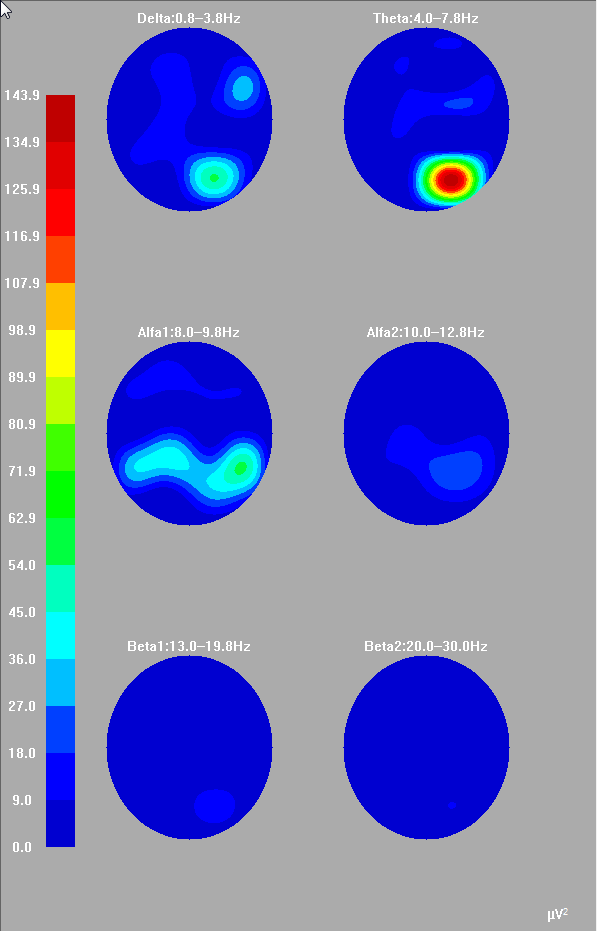 Delta:0.8–3.8Hz
Theta:4.0–7.8Hz
143.9
134.9
125.9
116.9
107.9
98.9
89.9
80.9
71.9
62.9
54.0
45.0
36.0
27.0
18.0
9.0
0.0
Alfa1:8.0–9.8Hz
Alfa2:10.0–12.8Hz
Beta1:13.0–19.8Hz
Beta2:20.0–30.0Hz
µV²